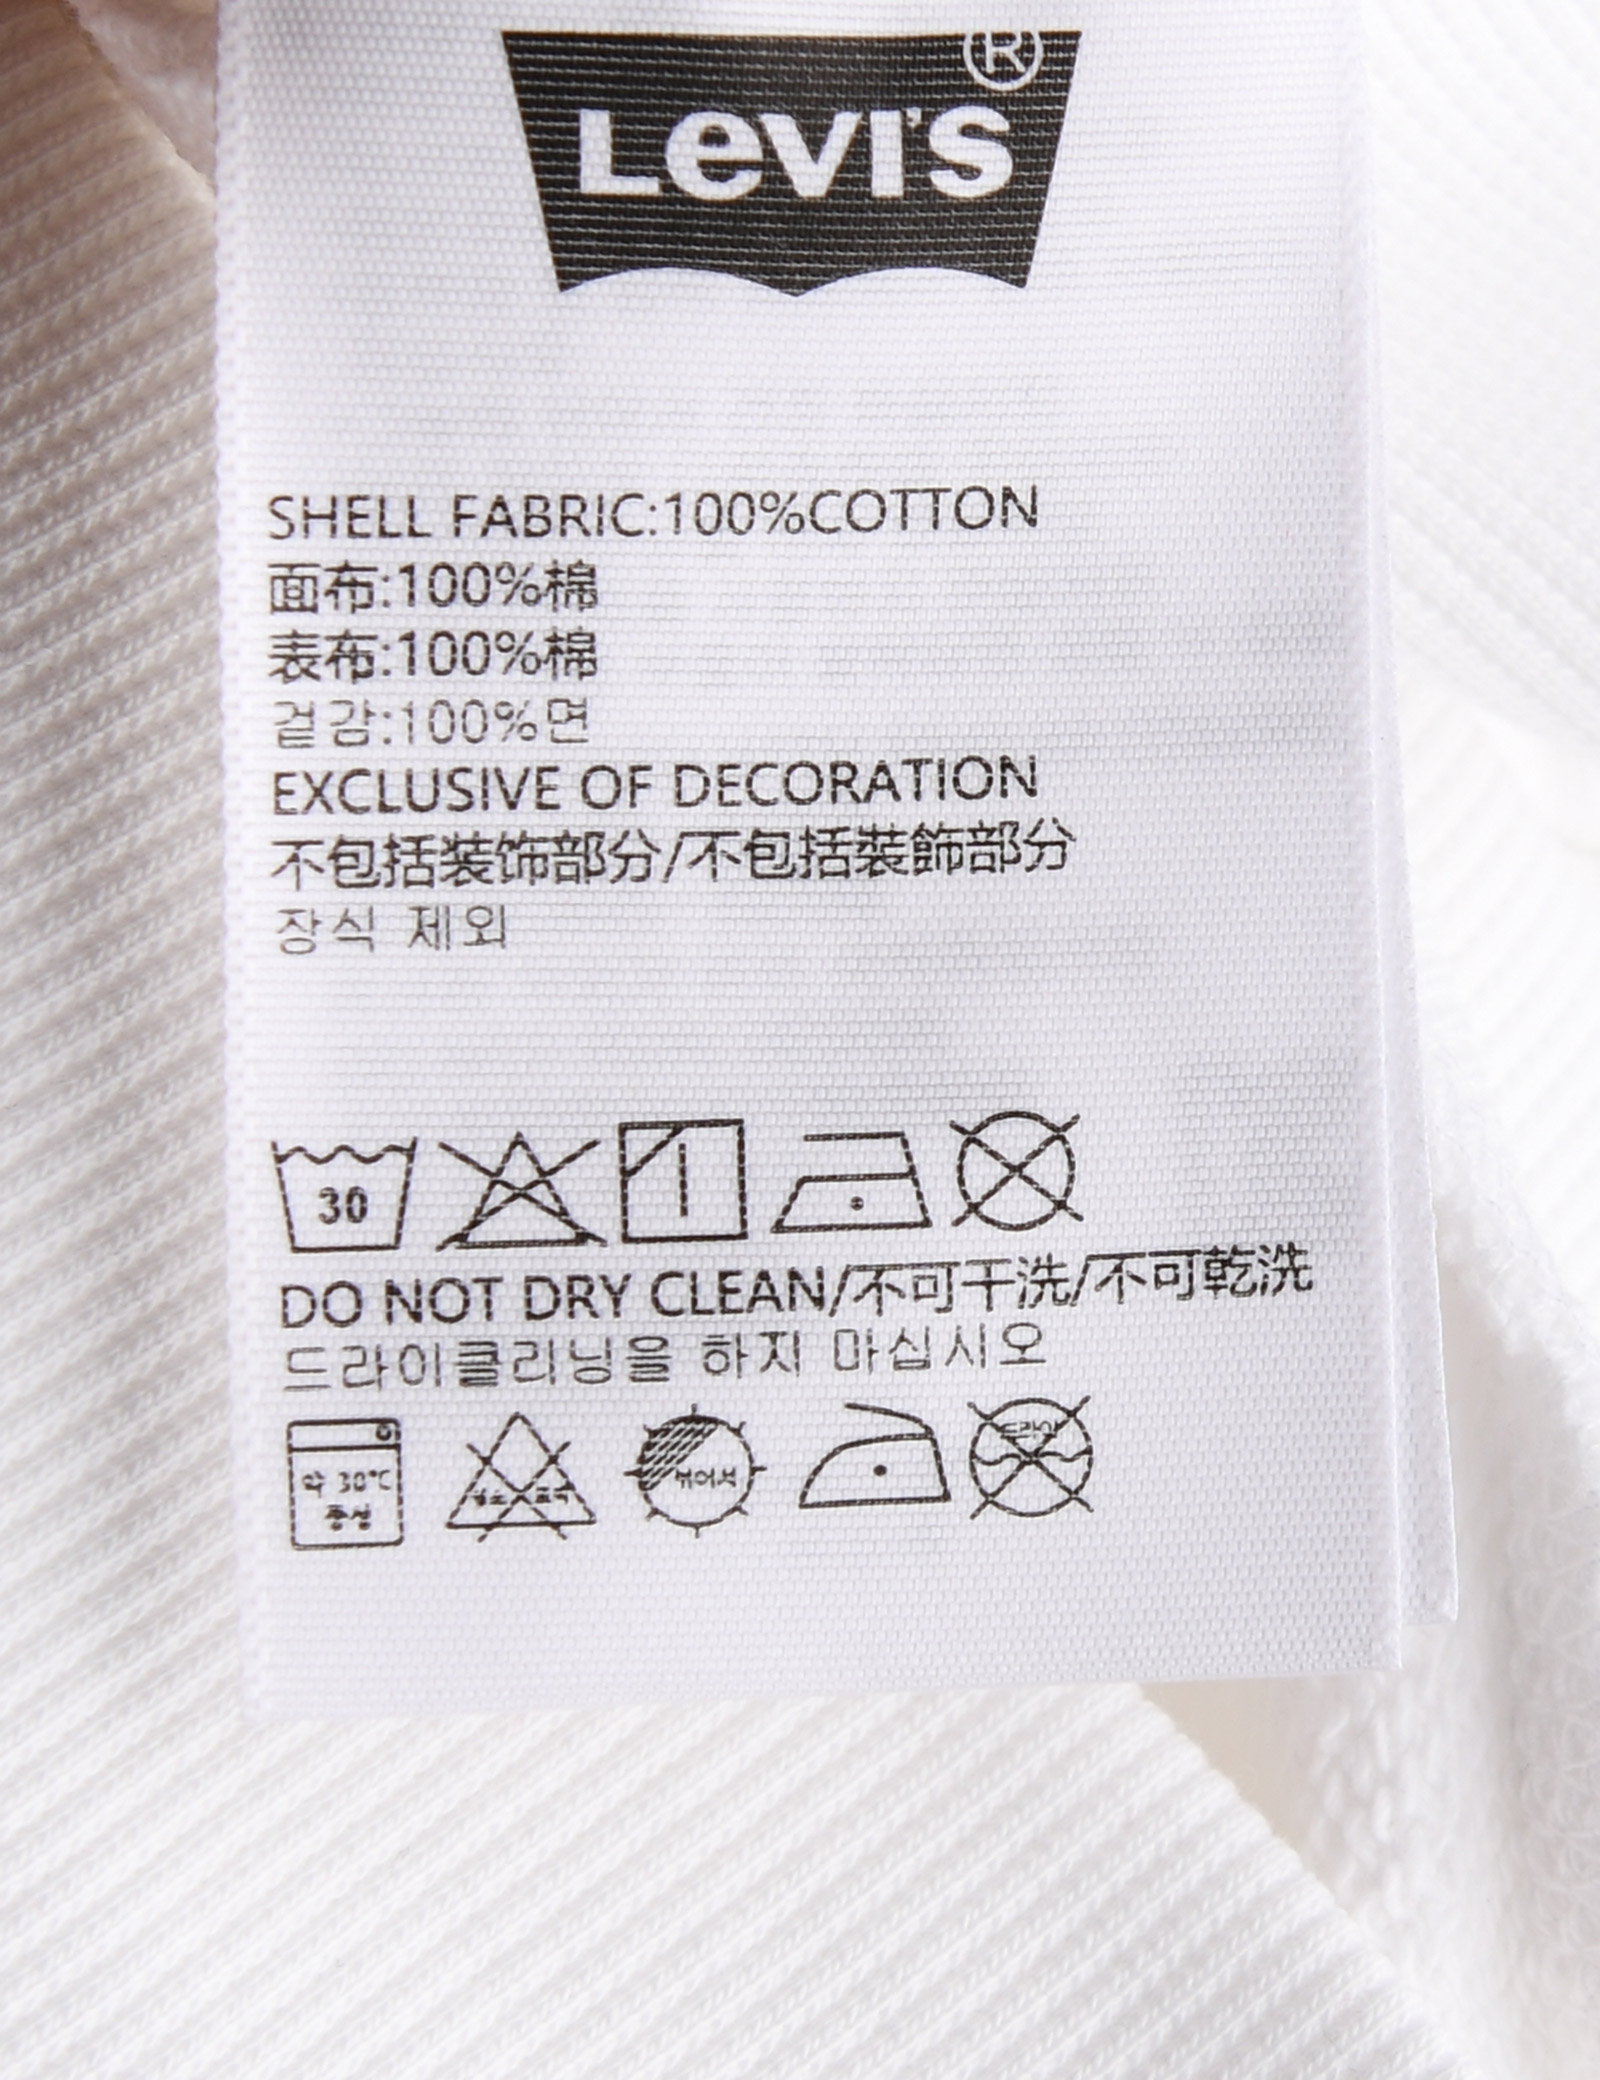 Levi's®
SHELL FABRIC:100%COTTON
面布:100%棉
表布:100%棉
겉감:100%면
EXCLUSIVE OF DECORATION
不包括装饰部分/不包括裝飾部分
장식 제외
30
DO NOT DRY CLEAN/不可干洗/不可乾洗
드라이클리닝을 하지 마십시오
약 30℃
중성